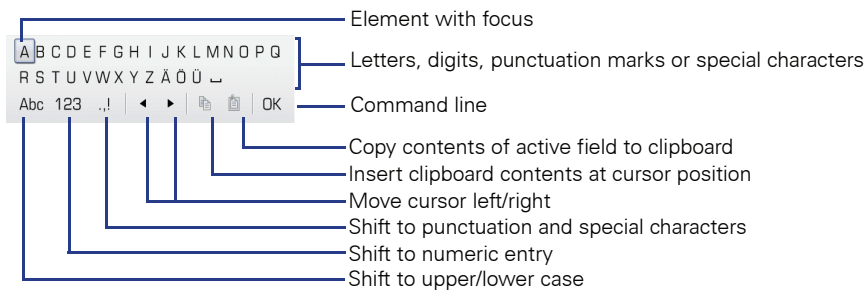 Element with focus
A B C D E F G H I J K L M N O P Q
Letters, digits, punctuation marks or special characters
R S T U V W X Y Z Ä Ö Ü ⎵
Abc 123 .,! ◄ ► OK
Command line
Copy contents of active field to clipboard
Insert clipboard contents at cursor position
Move cursor left/right
Shift to punctuation and special characters
Shift to numeric entry
Shift to upper/lower case